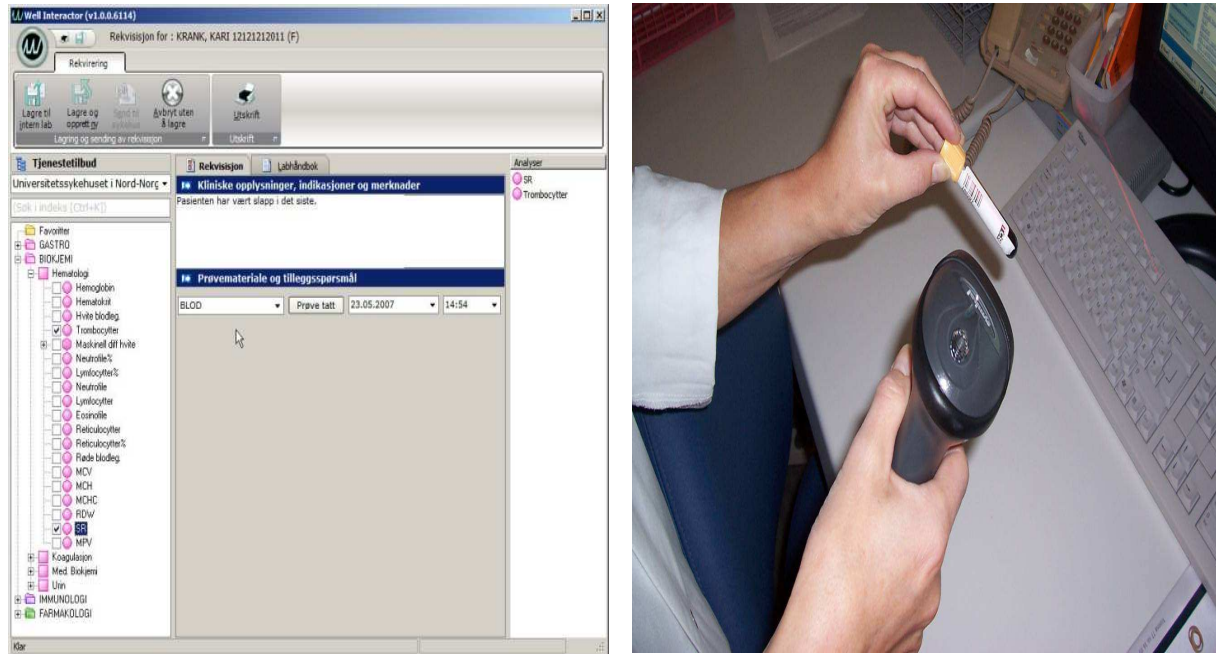 Well Interactor (v1.0.0.6114)
Rekvisisjon for : KRANK, KARI 12121212011 (F)
Rekvirering
Lagre til intern lab
Lagre og opprett ny
Send til sykehus
Avbryt uten å lagre
Utskrift
Lagring og sending av rekvisisjon
Utskrift
Tjenestetilbud
Universitetssykehuset i Nord-Norg
(Søk i indeks [Ctrl+K])
Favoritter
GASTRO
BIOKJEMI
Hematologi
Hemoglobin
Hematokrit
Hvite blodleg.
Trombocytter
Maskinell diff hvite
Neutrofile%
Lymfocytter%
Neutrofile
Lymfocytter
Eosinofile
Reticulocytter
Reticulocytter%
Røde blodleg.
MCV
MCH
MCHC
RDW
SR
MPV
Koagulasjon
Med. Biokjemi
Urin
IMMUNOLOGI
FARMAKOLOGI
Rekvisisjon
Labhåndbok
Kliniske opplysninger, indikasjoner og merknader
Pasienten har vært slapp i det siste.
Prøvemateriale og tilleggsspørsmål
BLOD
Prøve tatt
23.05.2007
14:54
Analyser
SR
Trombocytter
Klar